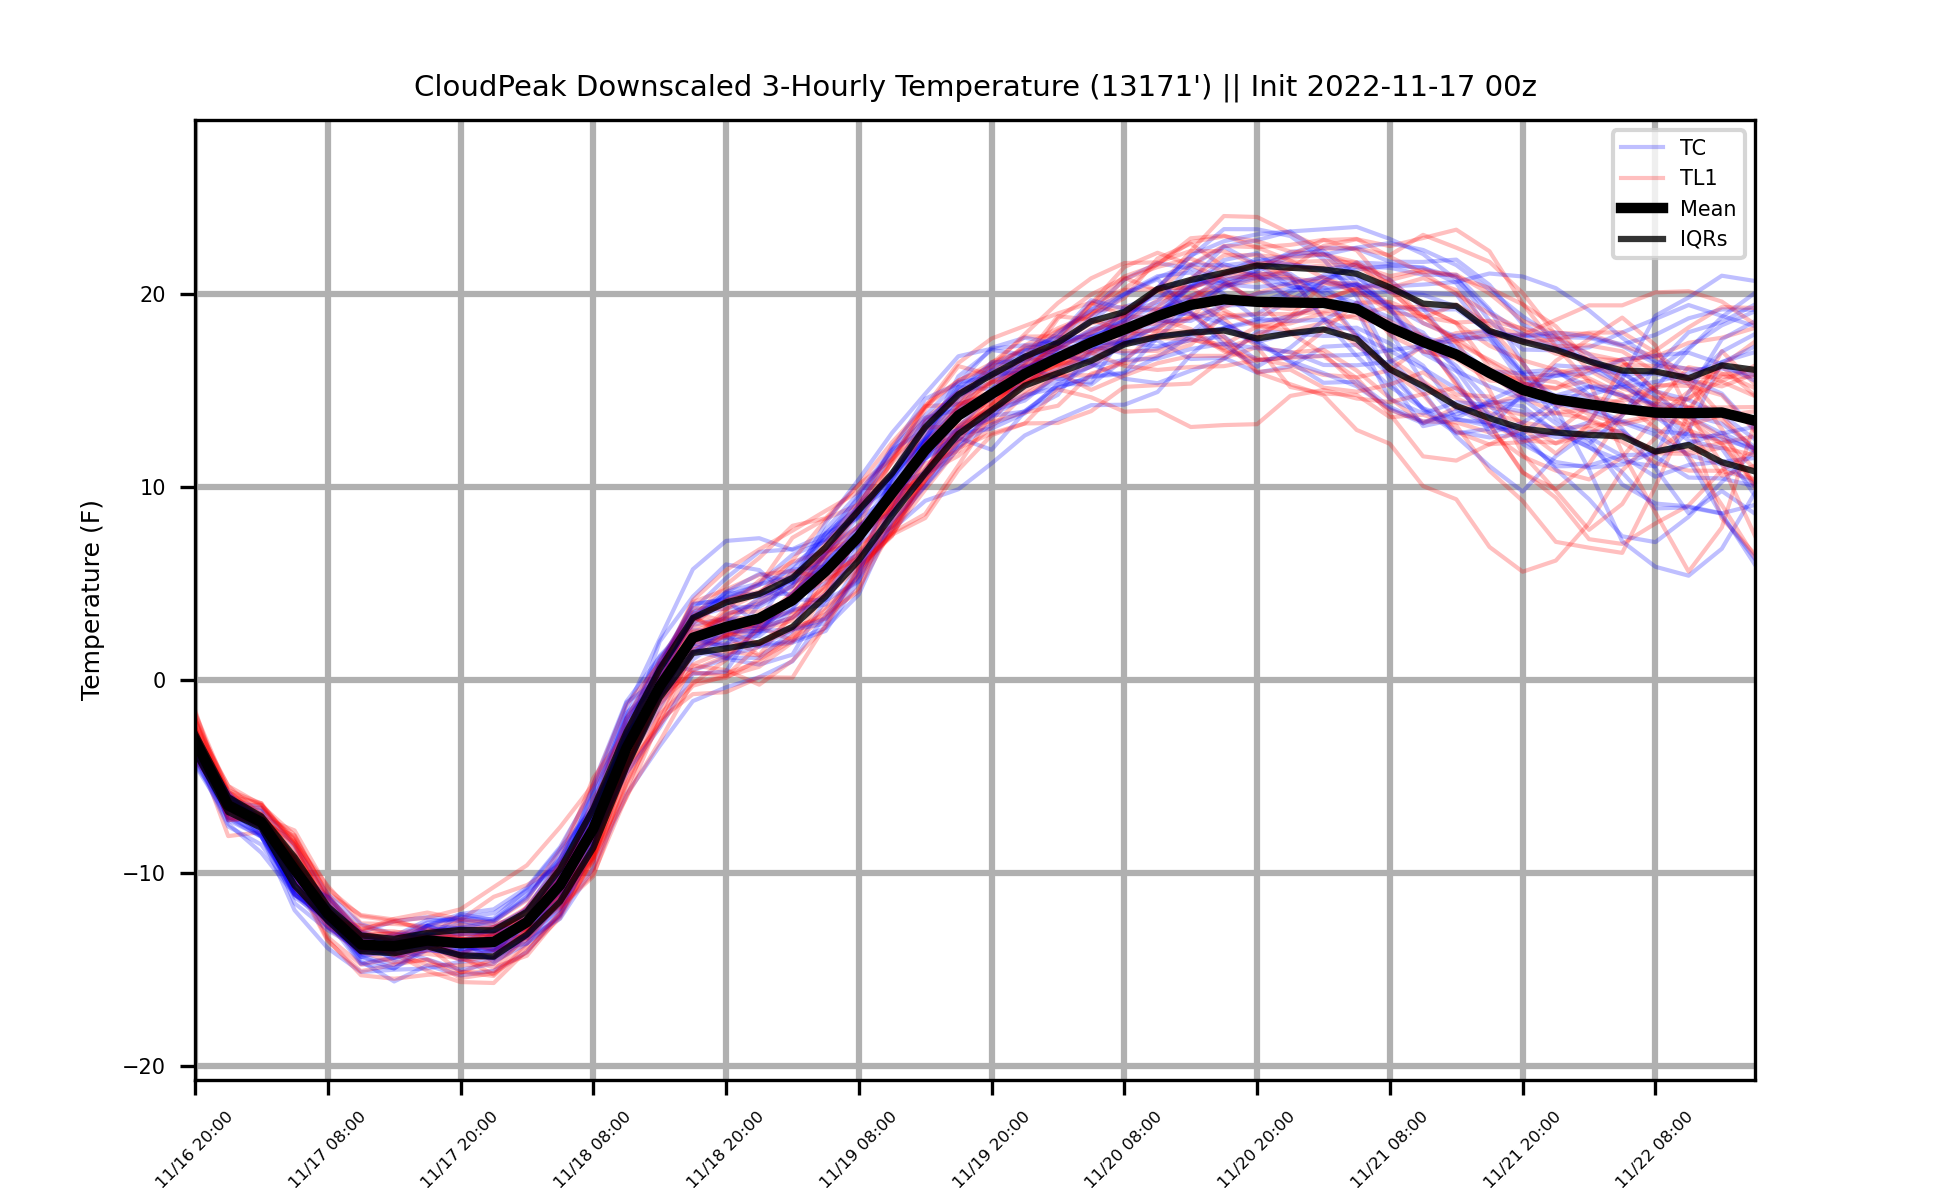 CloudPeak Downscaled 3-Hourly Temperature (13171') || Init 2022-11-17 00z
TC
TL1
Mean
IQRs
Temperature (F)
20
10
0
−10
−20
11/16 20:00
11/17 08:00
11/17 20:00
11/18 08:00
11/18 20:00
11/19 08:00
11/19 20:00
11/20 08:00
11/20 20:00
11/21 08:00
11/21 20:00
11/22 08:00